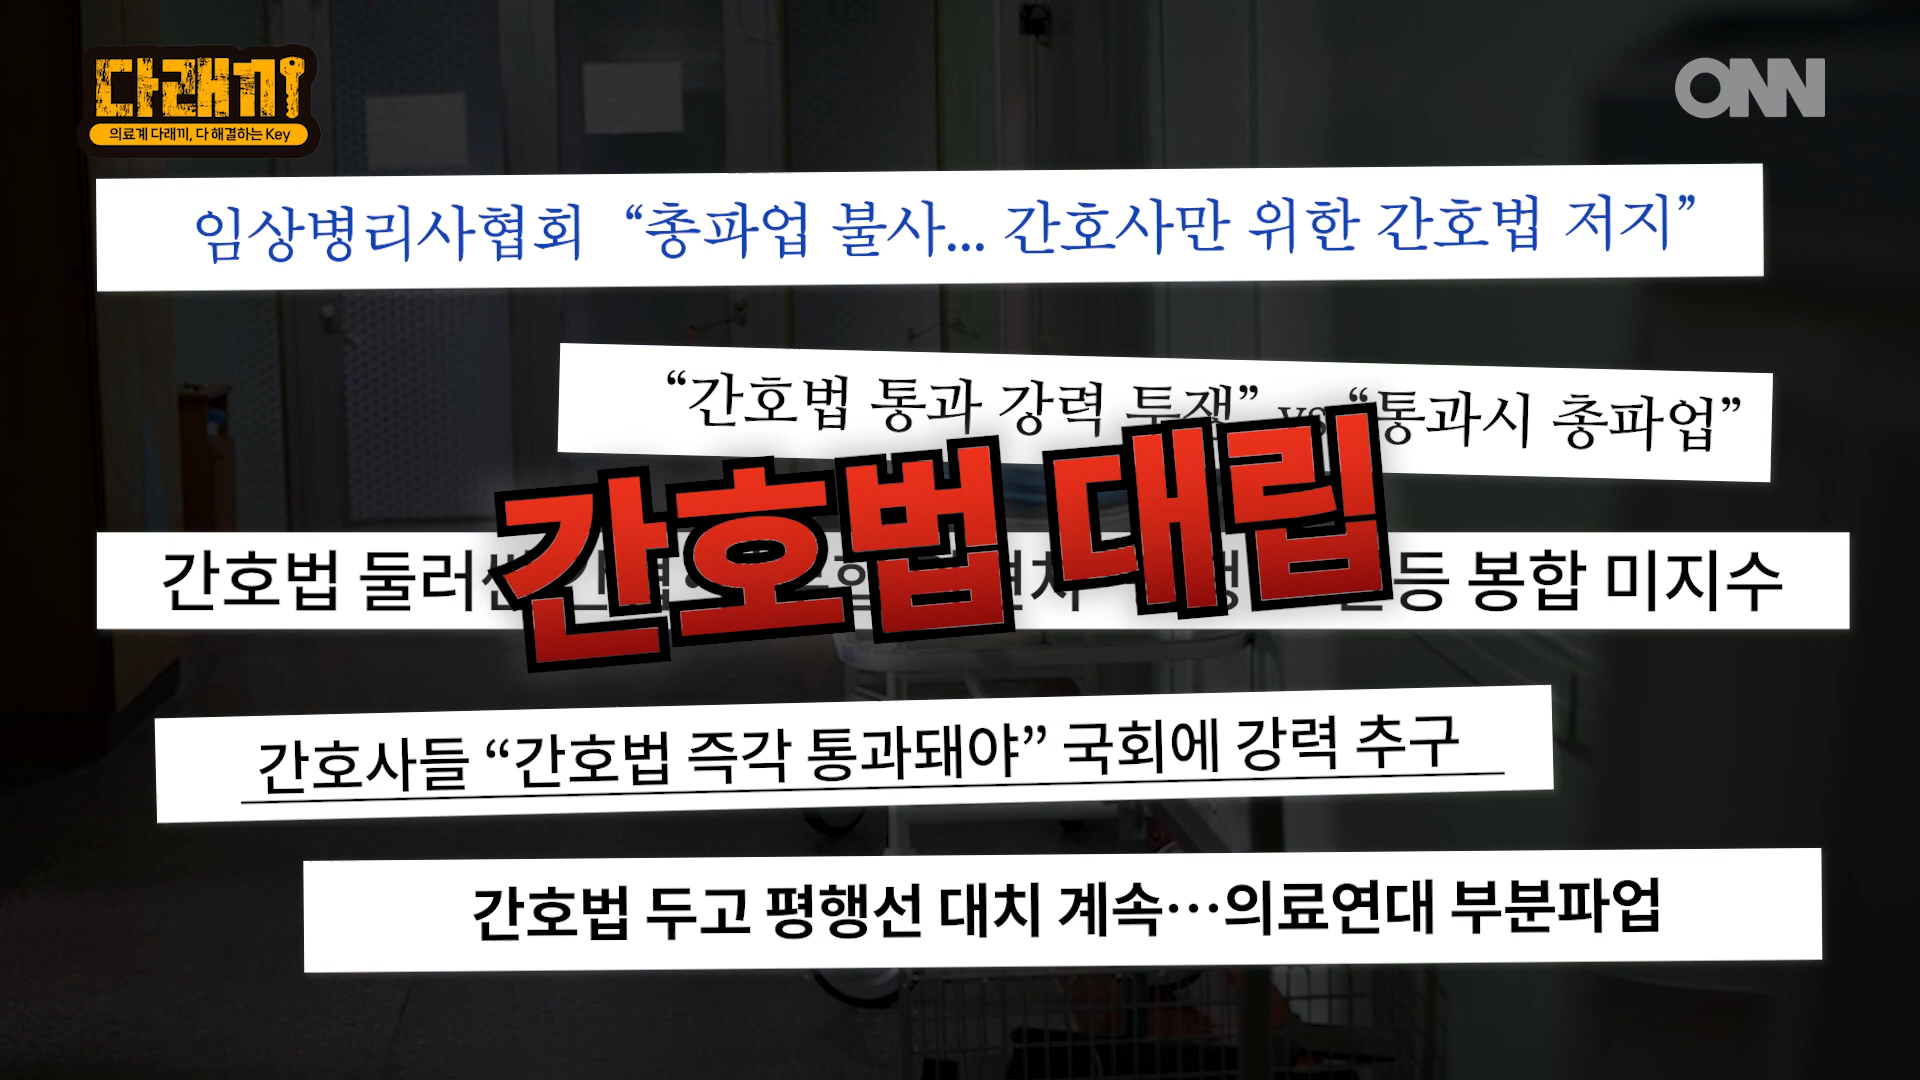 다래끼
의료계 다래끼, 다 해결하는 Key
ONN
임상병리사협회 “총파업 불사... 간호사만 위한 간호법 저지”
“간호법 통과 강력 투쟁” vs “통과시 총파업”
간호법 대립
간호법 둘러싼 등 봉합 미지수
간호사들 “간호법 즉각 통과돼야” 국회에 강력 추구
간호법 두고 평행선 대치 계속…의료연대 부분파업